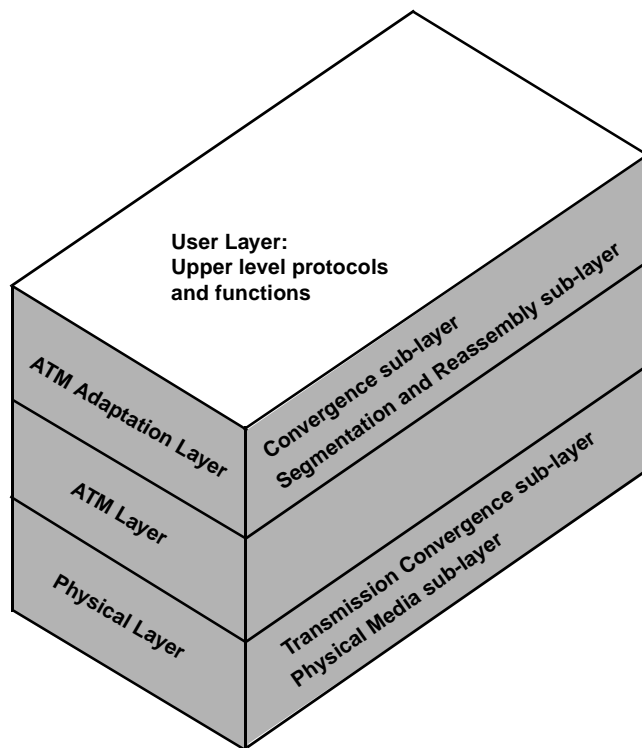 User Layer:
Upper level protocols
and functions
ATM Adaptation Layer
Convergence sub-layer
Segmentation and Reassembly sub-layer
ATM Layer
Physical Layer
Transmission Convergence sub-layer
Physical Media sub-layer